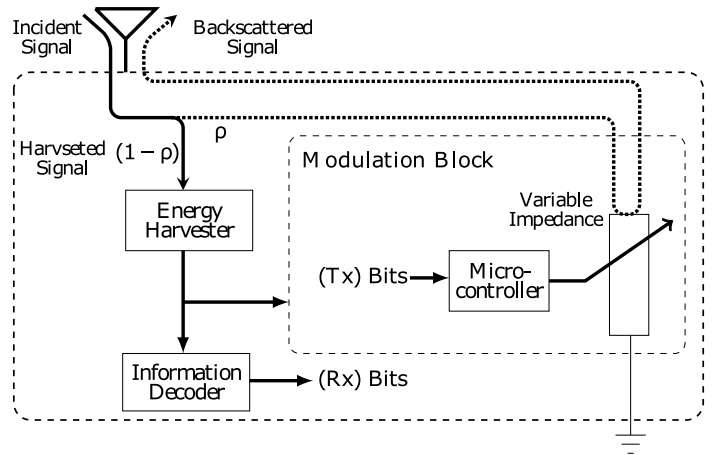 Incident
Signal
Backscattered
Signal
Harvseted
Signal
(1 − ρ)
ρ
Modulation Block
Energy
Harvester
Variable
Impedance
(Tx) Bits
Micro-
controller
Information
Decoder
(Rx) Bits